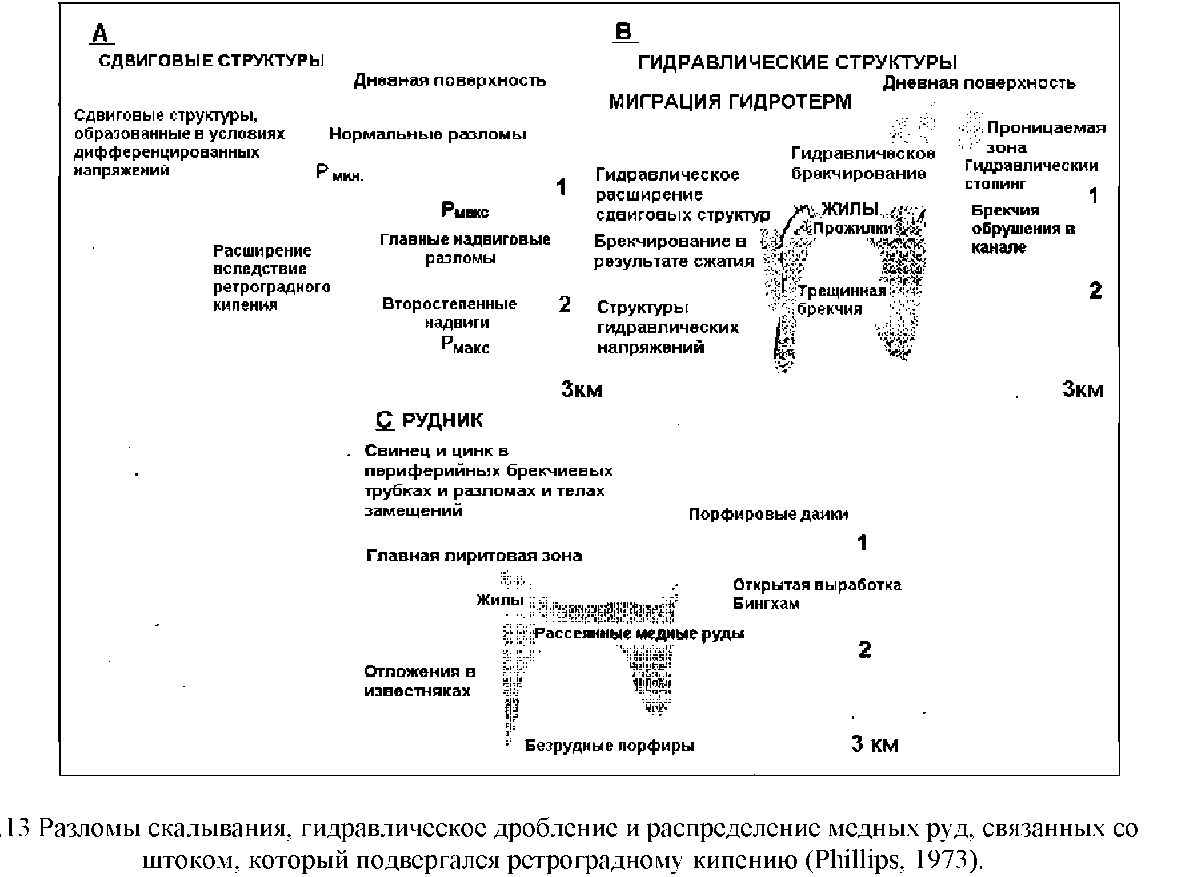 А
СДВИГОВЫЕ СТРУКТУРЫ
Дневная поверхность
Сдвиговые структуры,
образованные в условиях
дифференцированных
напряжений
Нормальные разломы
Р мин.
1
Рмакс
Главные надвиговые
разломы
Расширение
вследствие
ретроградного
кипения
Второстепенные
надвиги
2
Рмакс
3км
В
ГИДРАВЛИЧЕСКИЕ СТРУКТУРЫ
Дневная поверхность
МИГРАЦИЯ ГИДРОТЕРМ
Проницаемая
зона
Гидравлическое
брекчирование
Гидравлический
стопинг
Гидравлическое
расширение
сдвиговых структур
1
ЖИЛЫ
Прожилки
Брекчия
обрушения в
канале
Брекчирование в
результате сжатия
Трещинная
брекчия
2
Структуры
гидравлических
напряжений
3км
С РУДНИК
Свинец и цинк в
периферийных брекчиевых
трубках и разломах и телах
замещений
Порфировые дайки
1
Главная пиритовая зона
Жилы
Открытая выработка
Бингхам
Рассеянные медные руды
2
Отложения в
известняках
Безрудные порфиры
3 км
.13 Разломы скалывания, гидравлическое дробление и распределение медных руд, связанных со
штоком, который подвергался ретроградному кипению (Phillips, 1973).